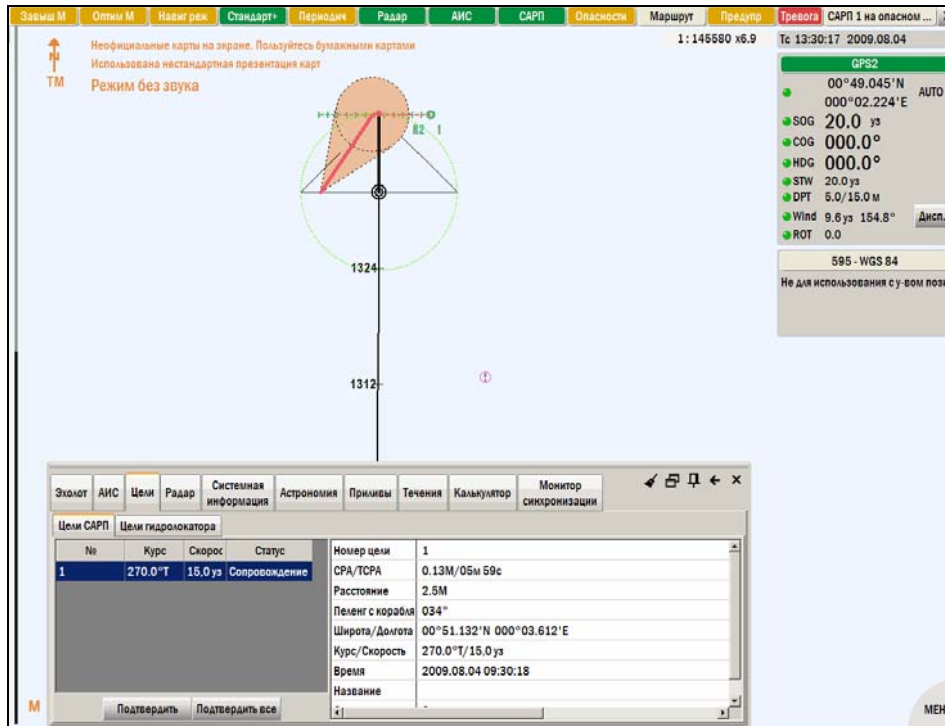 Завыш М Оптим М Навиг реж Стандарт+ Периодич Радар АИС САРП Опасности Маршрут Предупр Тревога САРП 1 на опасном ...
Неофициальные карты на экране. Пользуйтесь бумажными картами
Использована нестандартная презентация карт
Режим без звука
N
TM
1: 145580 x6.9
Тс 13:30:17 2009.08.04
GPS2
00°49.045'N
000°02.224'E
AUTO
SOG 20.0 уз
COG 000.0°
HDG 000.0°
STW 20.0 уз
DPT 5.0/15.0 м
Wind 9.6 уз 154.8° Дисп.
ROT 0.0
595 - WGS 84
Не для использования с у-вом пози
R2 1
1324
1312
Эхолот АИС Цели Радар Системная информация Астрономия Приливы Течения Калькулятор Монитор синхронизации
Цели САРП Цели гидролокатора
№ Курс Скорос Статус
1 270.0°T 15,0 уз Сопровождение
Номер цели 1
CPA/TCPA 0.13М/05м 59с
Расстояние 2.5М
Пеленг с корабля 034°
Широта/Долгота 00°51.132'N 000°03.612'E
Курс/Скорость 270.0°T/15,0 уз
Время 2009.08.04 09:30:18
Название
Подтвердить Подтвердить все
М
МЕН